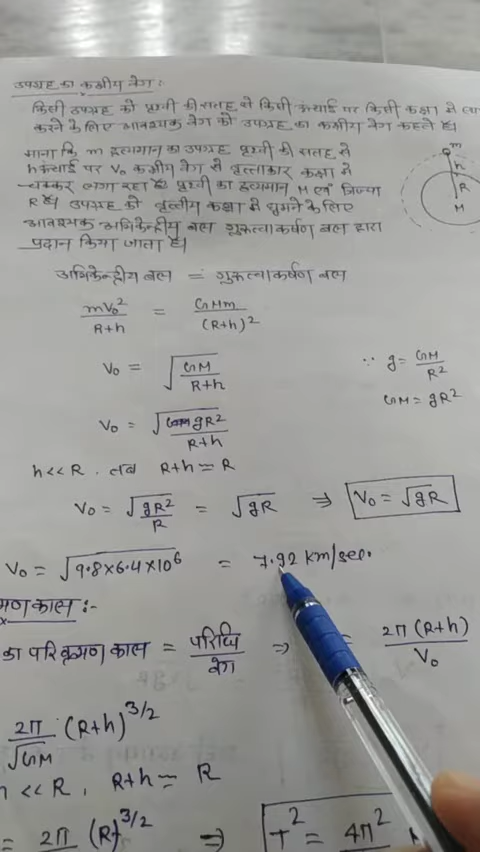 उपग्रह का कक्षीय वेग :
किसी उपग्रह को पृथ्वी की सतह से किसी ऊंचाई पर किसी कक्षा में
करने के लिए आवश्यक वेग को उपग्रह का कक्षीय वेग कहते है।
माना कि m द्रव्यमान का उपग्रह पृथ्वी की सतह से
h ऊंचाई पर V₀ कक्षीय वेग से वृत्ताकार कक्षा में
चक्कर लगा रहा है पृथ्वी का द्रव्यमान M एवं त्रिज्या
R है। उपग्रह को वृत्तीय कक्षा में घुमने के लिए
आवश्यक अभिकेन्द्रीय बल गुरुत्वाकर्षण बल द्वारा
प्रदान किया जाता है।
m
h
R
M
अभिकेन्द्रीय बल = गुरुत्वाकर्षण बल
mV₀²/(R+h) = GMm/(R+h)²
V₀ = √(GM/(R+h)) ∵ g = GM/R²
GM = gR²
V₀ = √(gR²/(R+h))
h<<R, तब R+h ≃ R
V₀ = √(gR²/R) = √gR ⇒ V₀ = √gR
V₀ = √9.8×6.4×10⁶ = 7.92 km/sec.
काल :-
का परिक्रमण काल = परिधि/वेग ⇒ = 2π(R+h)/V₀
2π/√GM (R+h)^3/2
<< R, R+h ≃ R
= 2π (R)^3/2 ⇒ T² = 4π²